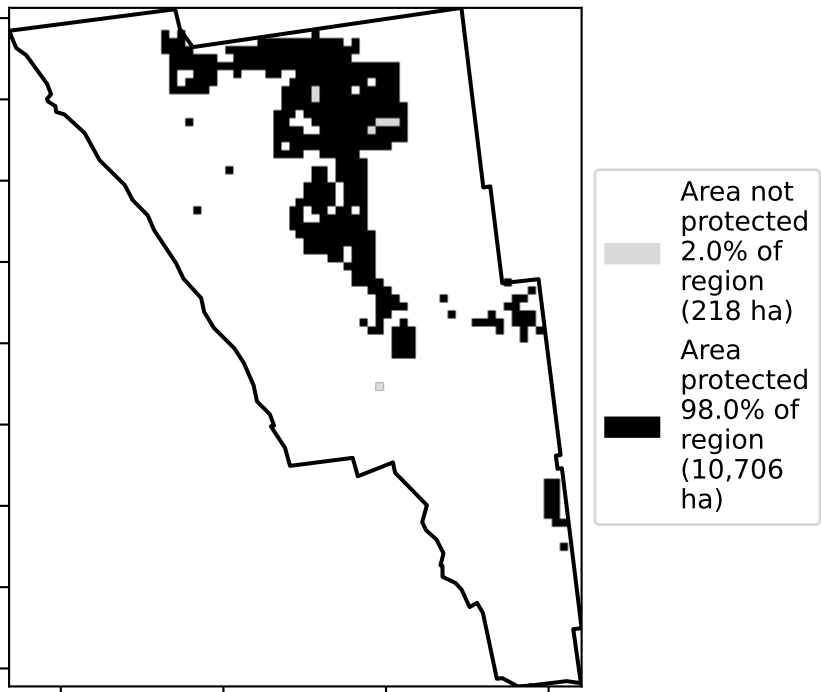 Area not
protected
2.0% of
region
(218 ha)
Area
protected
98.0% of
region
(10,706
ha)